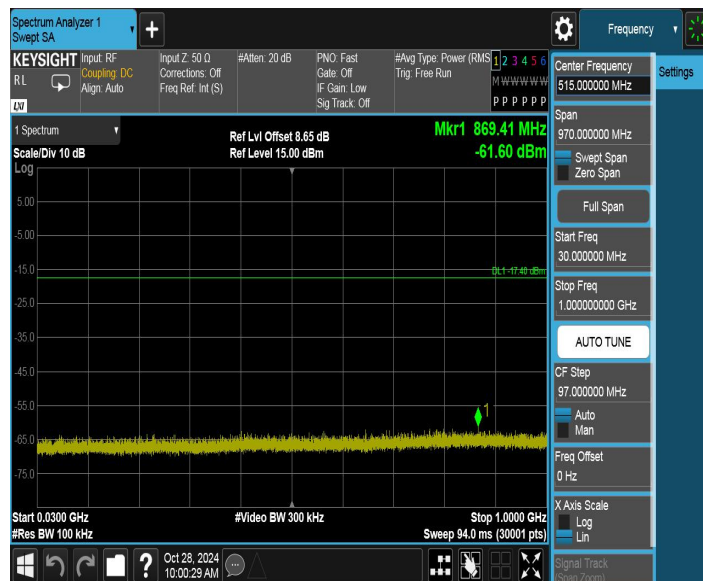 Spectrum Analyzer 1
Swept SA
+
Frequency
KEYSIGHT
RL
LXI
Input: RF
Coupling: DC
Align: Auto
Input Z: 50 Ω
Corrections: Off
Freq Ref: Int (S)
#Atten: 20 dB
PNO: Fast
Gate: Off
IF Gain: Low
Sig Track: Off
#Avg Type: Power (RMS
Trig: Free Run
1 2 3 4 5 6
M W W W W W
P P P P P P
1 Spectrum
Scale/Div 10 dB
Log
Ref Lvl Offset 8.65 dB
Ref Level 15.00 dBm
Mkr1 869.41 MHz
-61.60 dBm
5.00
-5.00
-15.0
DL1 -17.40 dBm
-25.0
-35.0
-45.0
-55.0
1
-65.0
-75.0
Start 0.0300 GHz
#Res BW 100 kHz
#Video BW 300 kHz
Stop 1.0000 GHz
Sweep 94.0 ms (30001 pts)
?
Oct 28, 2024
10:00:29 AM
Center Frequency
515.000000 MHz
Settings
Span
970.000000 MHz
Swept Span
Zero Span
Full Span
Start Freq
30.000000 MHz
Stop Freq
1.000000000 GHz
AUTO TUNE
CF Step
97.000000 MHz
Auto
Man
Freq Offset
0 Hz
X Axis Scale
Log
Lin
Signal Track
(Span Zoom)